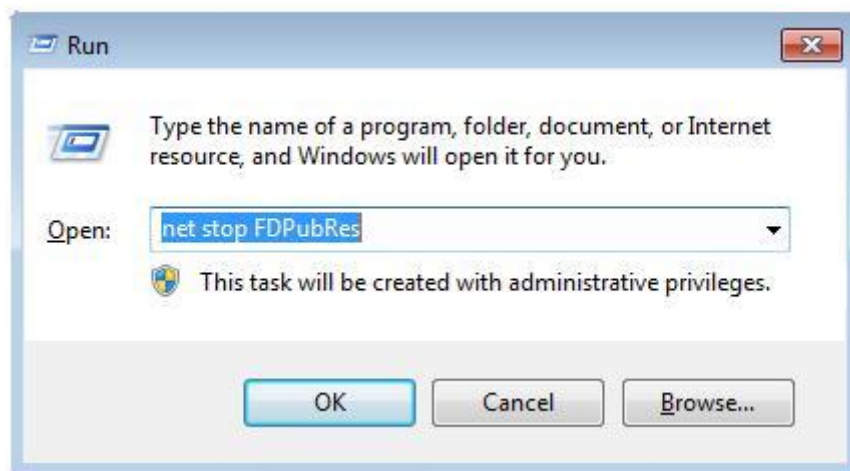 Run
Type the name of a program, folder, document, or Internet
resource, and Windows will open it for you.
Open: net stop FDPubRes
This task will be created with administrative privileges.
OK Cancel Browse...